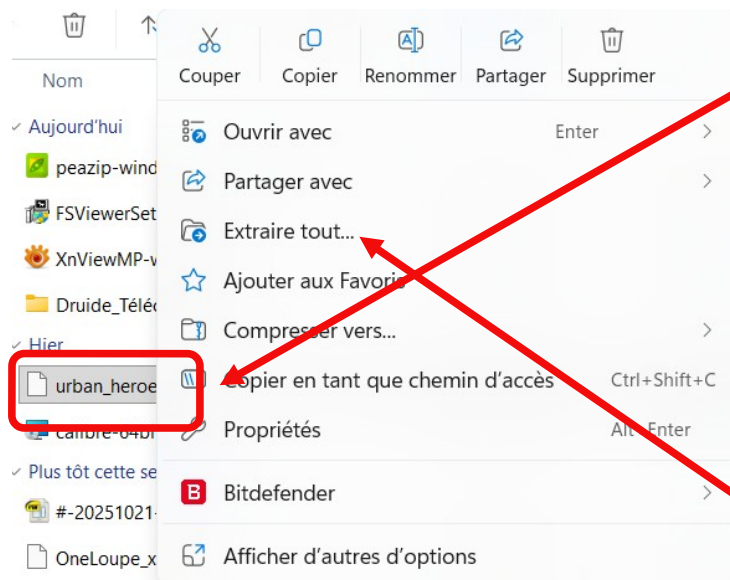 Couper Copier Renommer Partager Supprimer
Nom
Aujourd'hui
Ouvrir avec Enter
peazip-wind
Partager avec
FSViewerSet
Extraire tout...
XnViewMP-v
Ajouter aux Favoris
Druide_Téléc
Compresser vers...
Hier
urban_heroe
Copier en tant que chemin d'accès Ctrl+Shift+C
calibre-64bi
Propriétés Alt+Enter
Plus tôt cette se
B Bitdefender
#-20251021-
OneLoupe_x
Afficher d'autres d'options